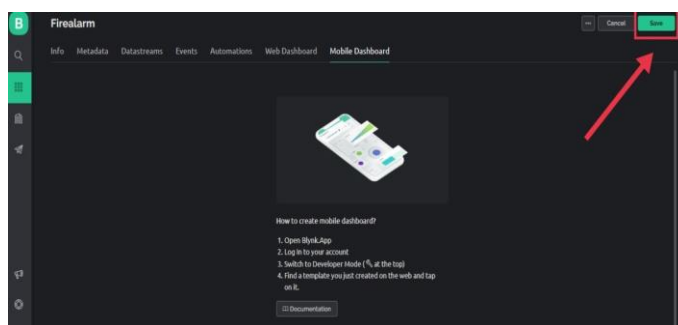 B
Firealarm
Cancel
Save
Info Metadata Datastreams Events Automations Web Dashboard Mobile Dashboard
How to create mobile dashboard?
1. Open Blynk.App
2. Log In to your account
3. Switch to Developer Mode ( at the top)
4. Find a template you just created on the web and tap
on it.
Documentation